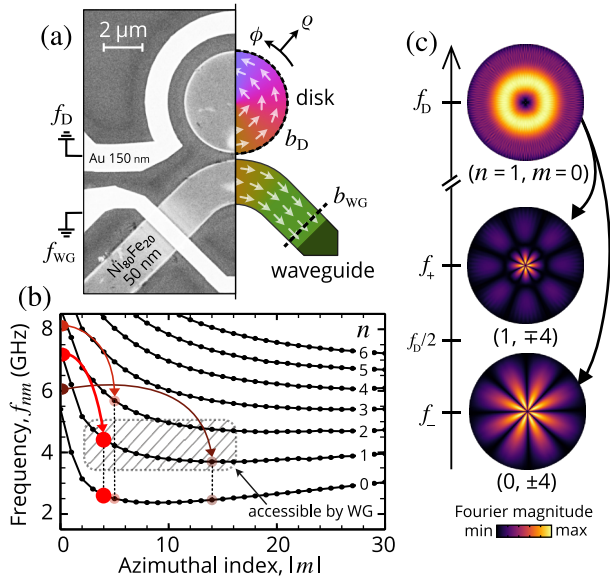 (a)
2 μm
ϕ
ϱ
disk
b_D
f_D
Au 150 nm
f_WG
Ni₈₀Fe₂₀
50 nm
b_WG
waveguide
(b)
Frequency, f_nm (GHz)
8
6
4
2
n
6
5
4
3
2
1
0
accessible by WG
0
10
20
30
Azimuthal index, |m|
(c)
f_D
(n = 1, m = 0)
f_+
(1, ∓4)
f_D/2
f_−
(0, ±4)
Fourier magnitude
min
max